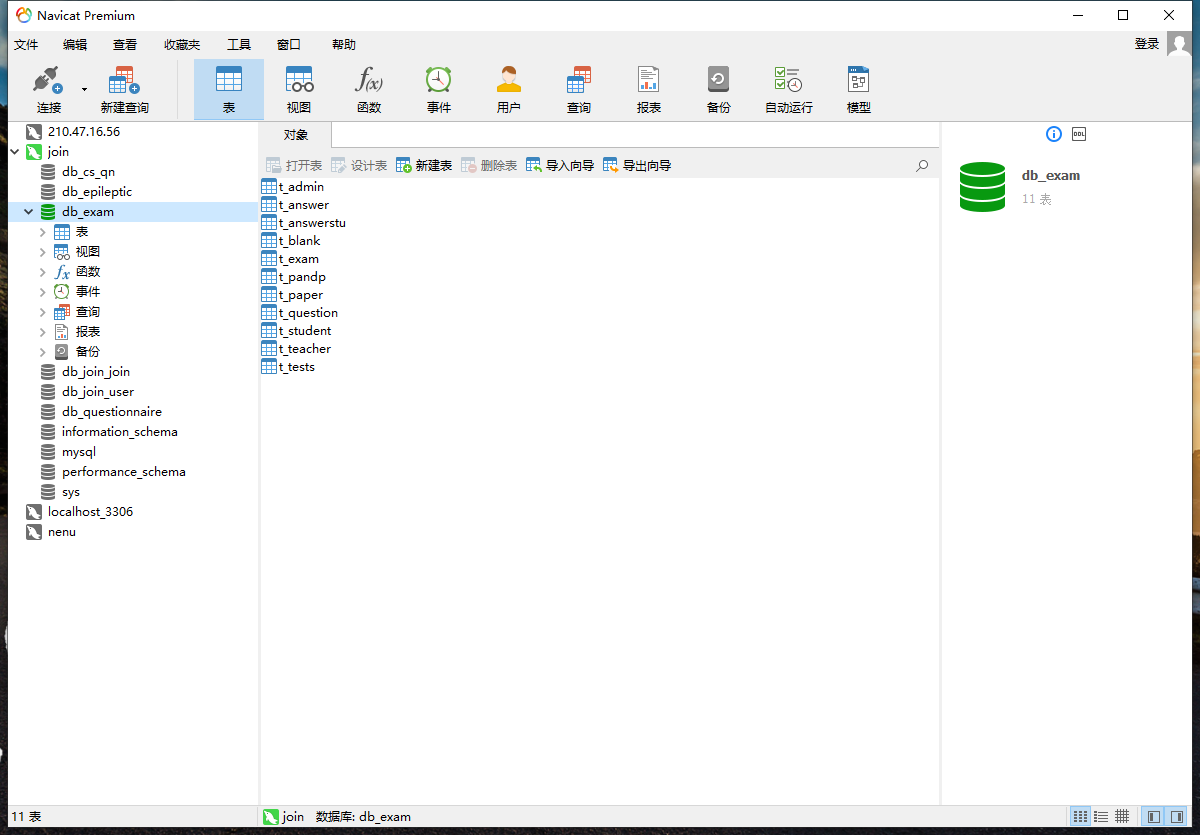 Navicat Premium
文件 编辑 查看 收藏夹 工具 窗口 帮助 登录
连接 新建查询 表 视图 函数 事件 用户 查询 报表 备份 自动运行 模型
210.47.16.56
join
db_cs_qn
db_epileptic
db_exam
表
视图
函数
事件
查询
报表
备份
db_join_join
db_join_user
db_questionnaire
information_schema
mysql
performance_schema
sys
localhost_3306
nenu
对象
打开表 设计表 新建表 删除表 导入向导 导出向导
t_admin
t_answer
t_answerstu
t_blank
t_exam
t_pandp
t_paper
t_question
t_student
t_teacher
t_tests
DDL
db_exam
11 表
11 表 join 数据库: db_exam